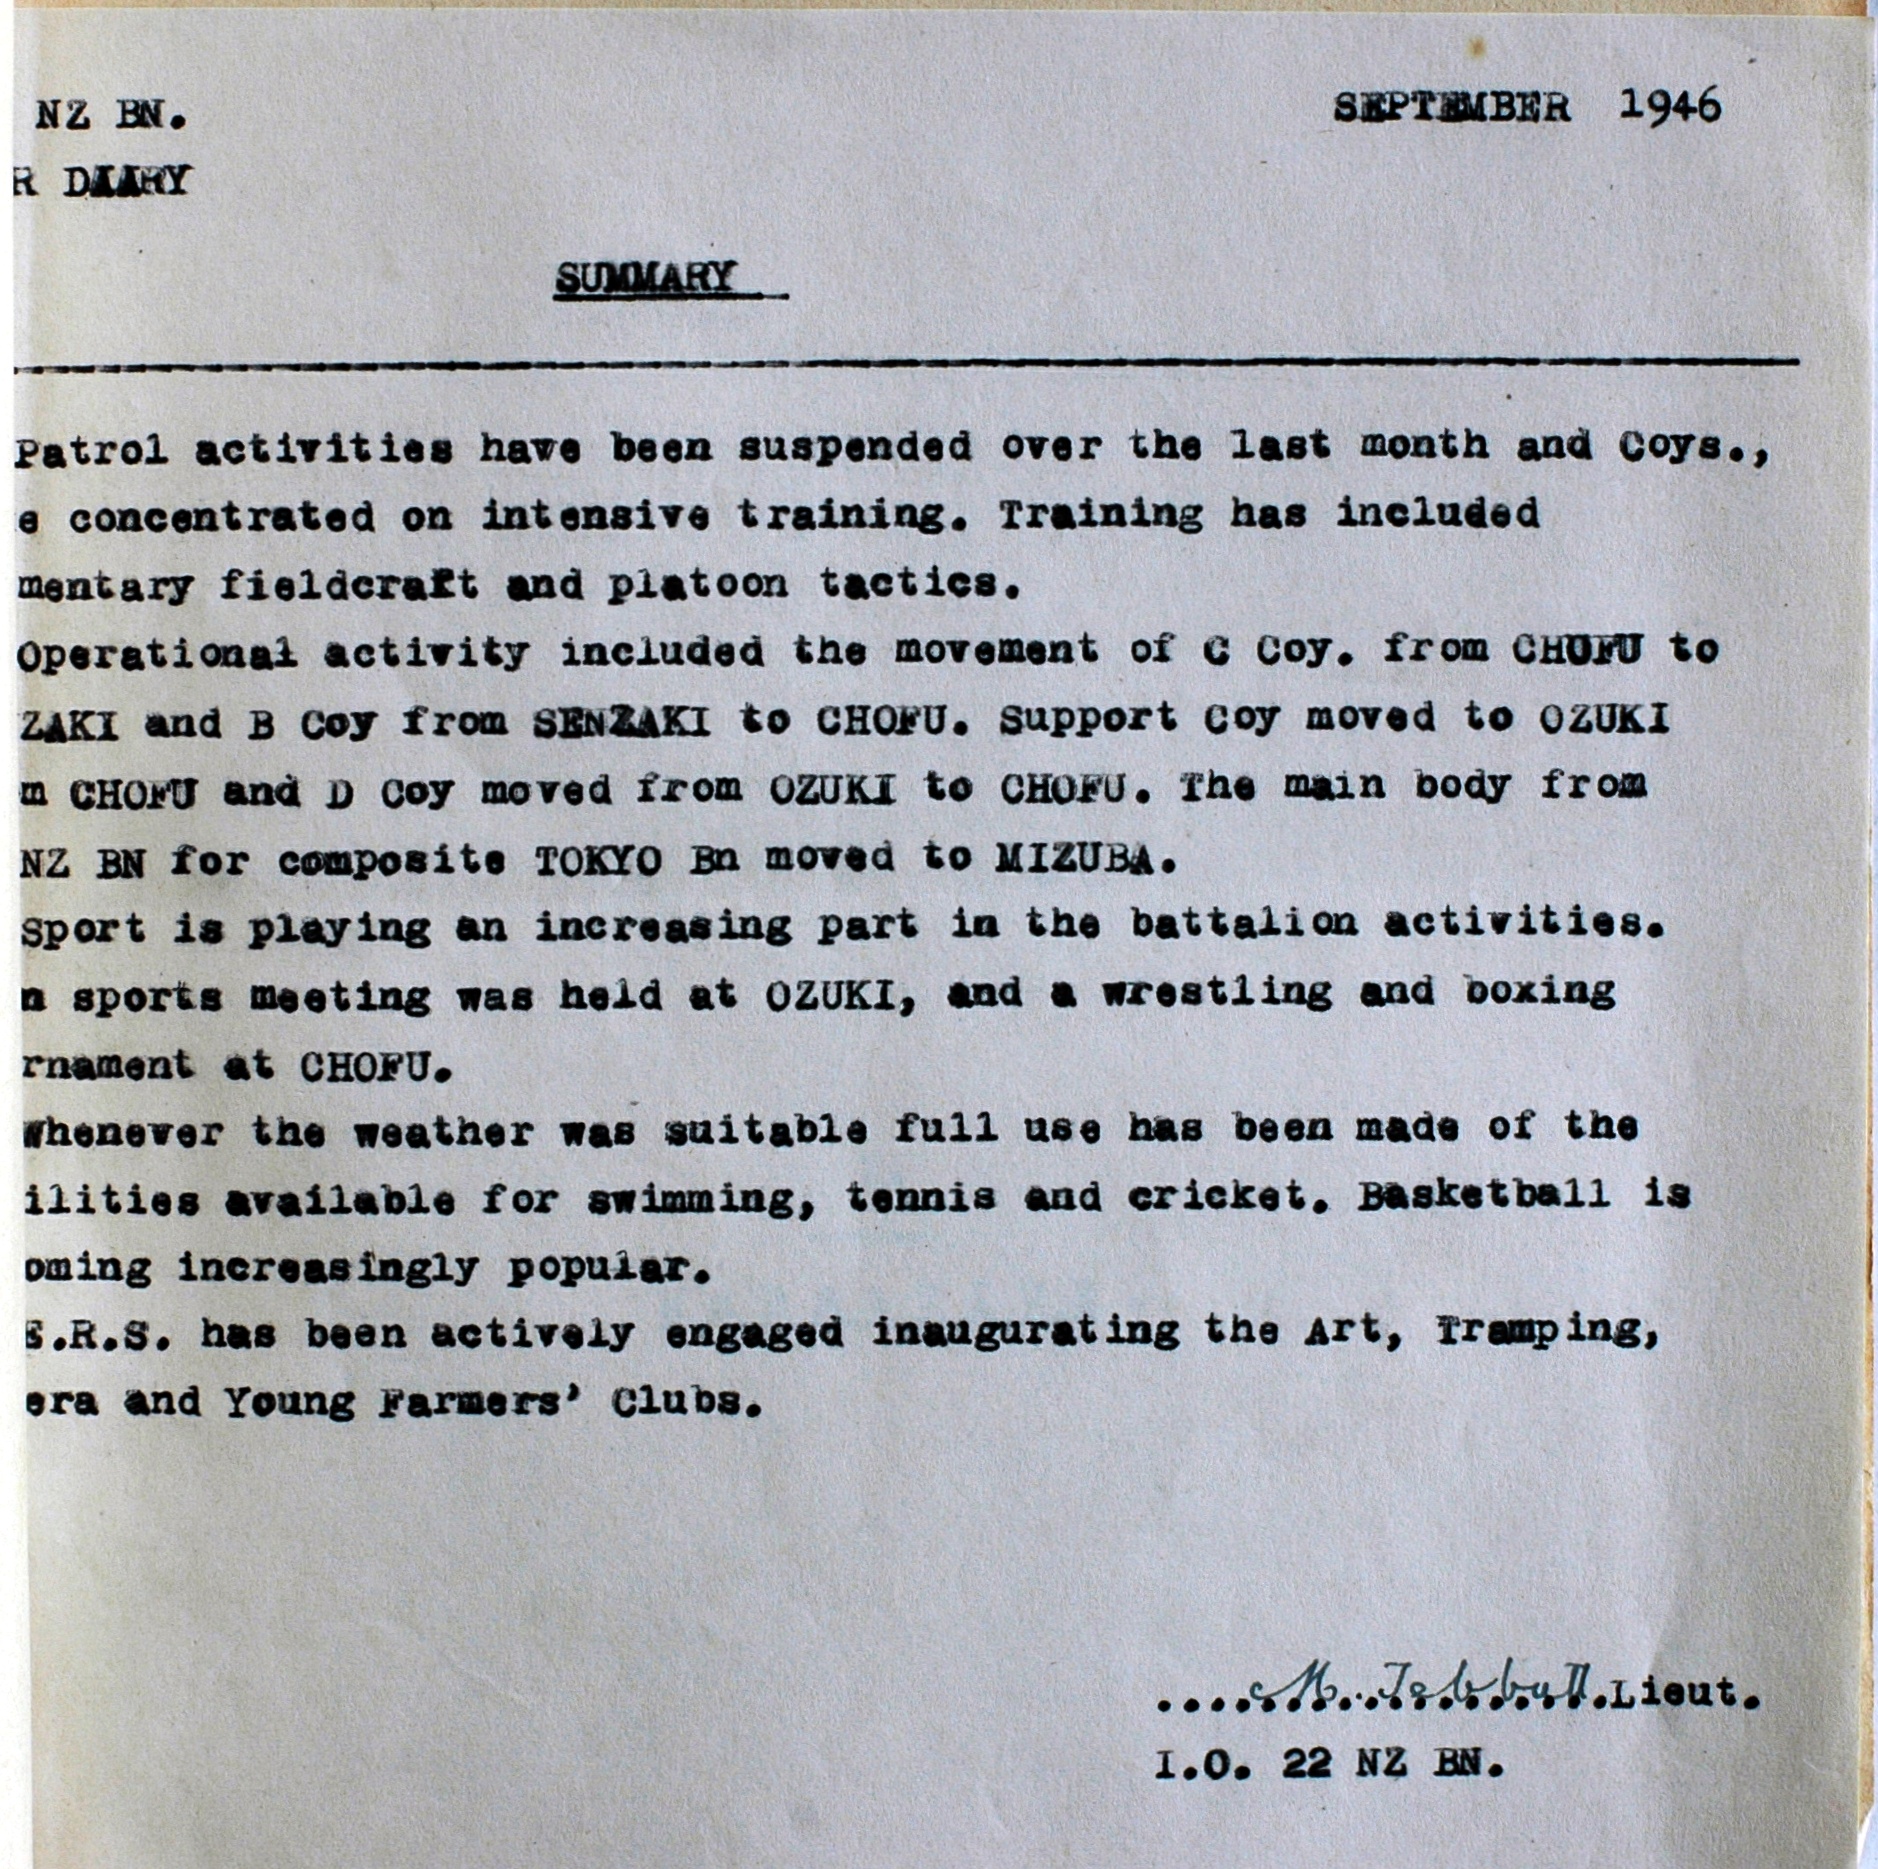 NZ BN.
SEPTEMBER 1946
R DIARY
SUMMARY
Patrol activities have been suspended over the last month and Coys.,
e concentrated on intensive training. Training has included
mentary fieldcraft and platoon tactics.
Operational activity included the movement of C Coy. from CHOFU to
ZAKI and B Coy from SENZAKI to CHOFU. Support Coy moved to OZUKI
m CHOFU and D Coy moved from OZUKI to CHOFU. The main body from
NZ BN for composite TOKYO Bn moved to MIZUBA.
Sport is playing an increasing part in the battalion activities.
n sports meeting was held at OZUKI, and a wrestling and boxing
rnament at CHOFU.
Whenever the weather was suitable full use has been made of the
ilities available for swimming, tennis and cricket. Basketball is
oming increasingly popular.
E.R.S. has been actively engaged inaugurating the Art, Tramping,
era and Young Farmers' Clubs.
....M. Tebbutt.Lieut.
I.O. 22 NZ BN.